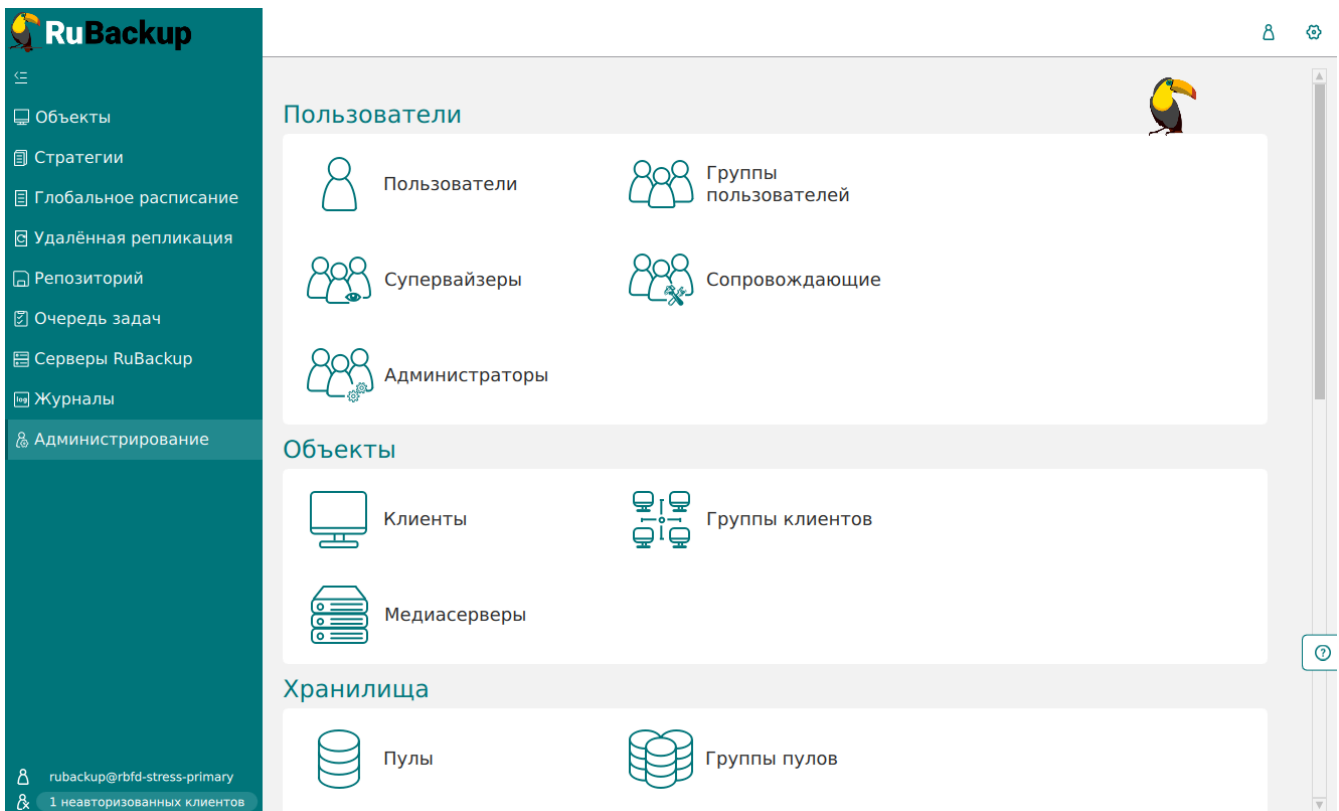 RuBackup
Объекты
Стратегии
Глобальное расписание
Удалённая репликация
Репозиторий
Очередь задач
Серверы RuBackup
Журналы
Администрирование
rubackup@rbfd-stress-primary
1 неавторизованных клиентов
Пользователи
Пользователи
Группы
пользователей
Супервайзеры
Сопровождающие
Администраторы
Объекты
Клиенты
Группы клиентов
Медиасерверы
Хранилища
Пулы
Группы пулов